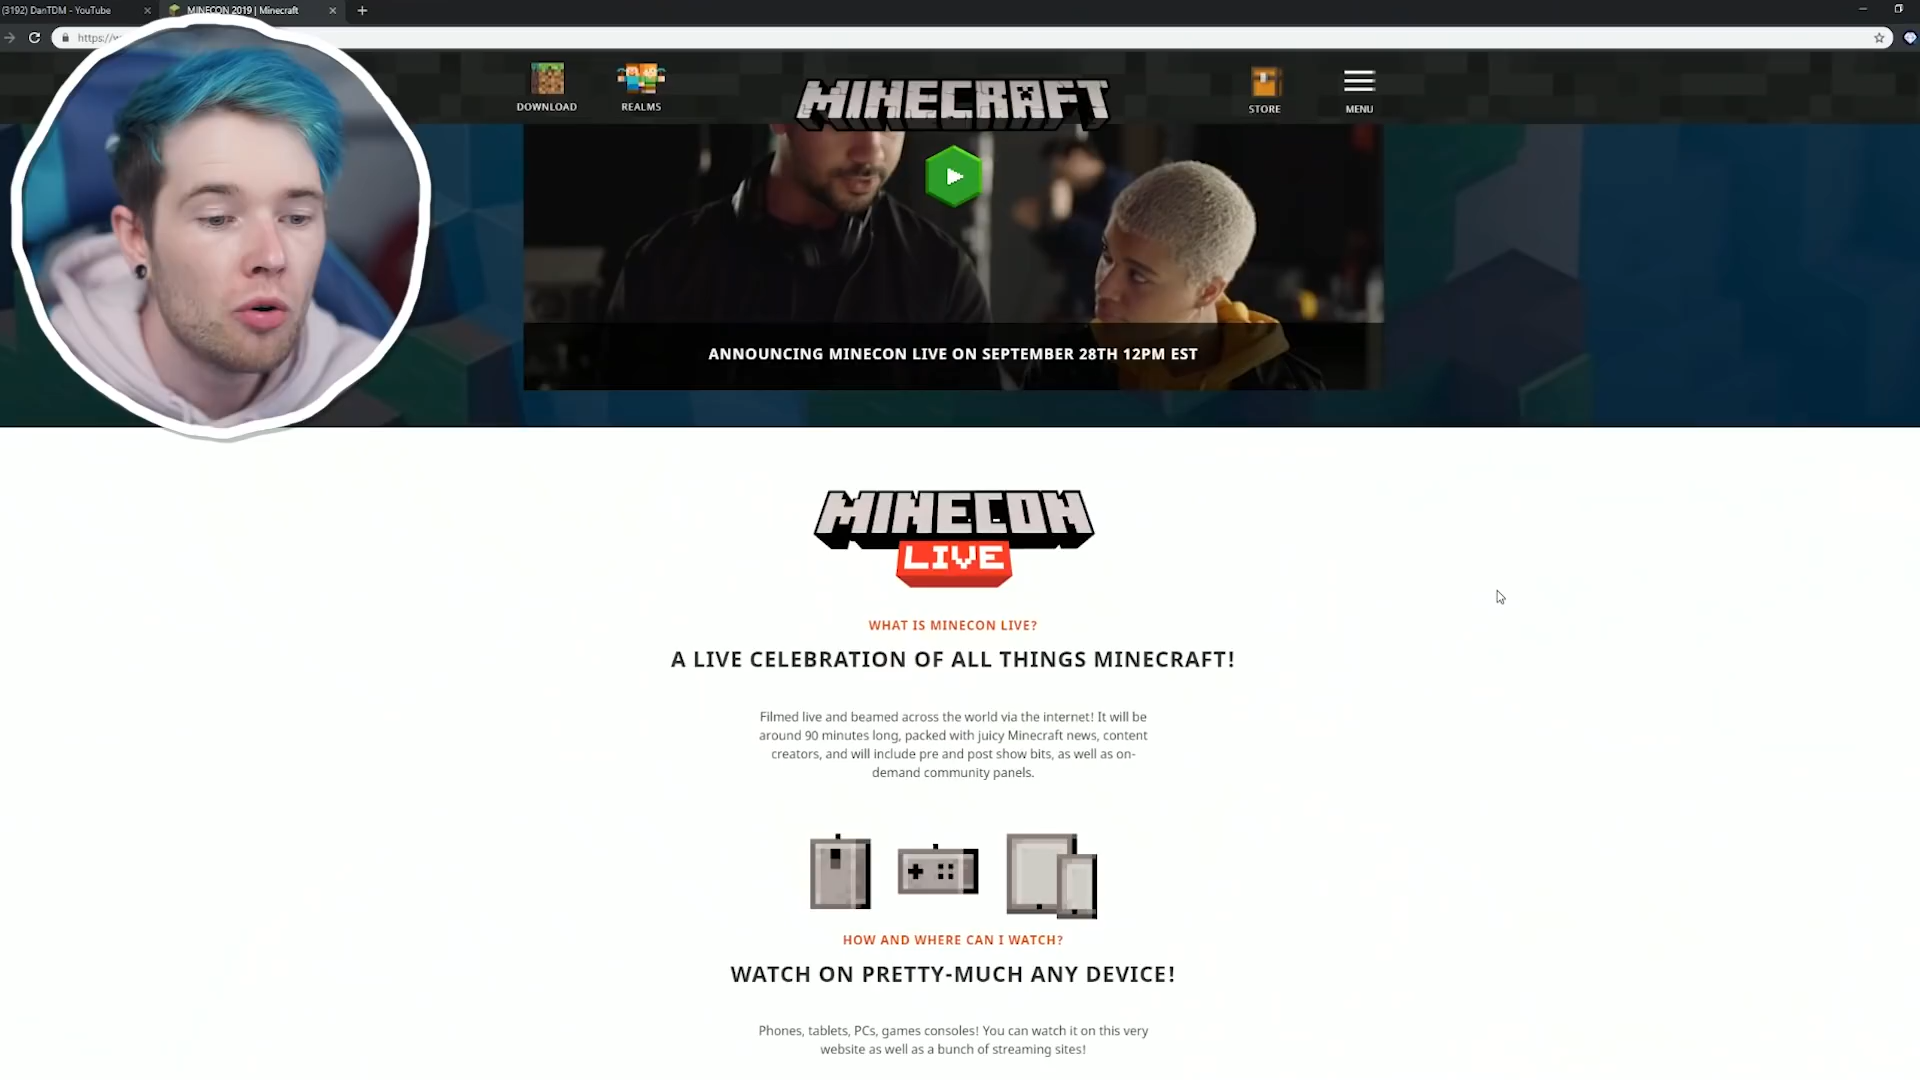 (3192) DanTDM - YouTube
MINECON 2019 | Minecraft
https://w
DOWNLOAD
REALMS
MINECRAFT
STORE
MENU
ANNOUNCING MINECON LIVE ON SEPTEMBER 28TH 12PM EST
MINECON
LIVE
WHAT IS MINECON LIVE?
A LIVE CELEBRATION OF ALL THINGS MINECRAFT!
Filmed live and beamed across the world via the internet! It will be
around 90 minutes long, packed with juicy Minecraft news, content
creators, and will include pre and post show bits, as well as on-
demand community panels.
HOW AND WHERE CAN I WATCH?
WATCH ON PRETTY-MUCH ANY DEVICE!
Phones, tablets, PCs, games consoles! You can watch it on this very
website as well as a bunch of streaming sites!